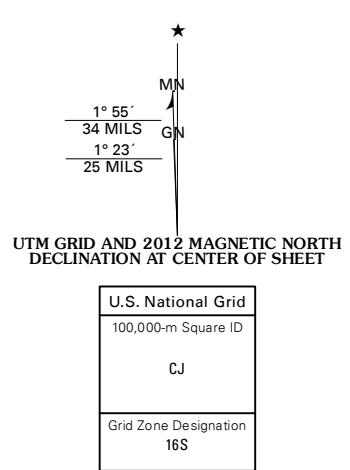 ★
MN
1° 55´
34 MILS
GN
1° 23´
25 MILS
UTM GRID AND 2012 MAGNETIC NORTH
DECLINATION AT CENTER OF SHEET
U.S. National Grid
100,000-m Square ID
CJ
Grid Zone Designation
16S